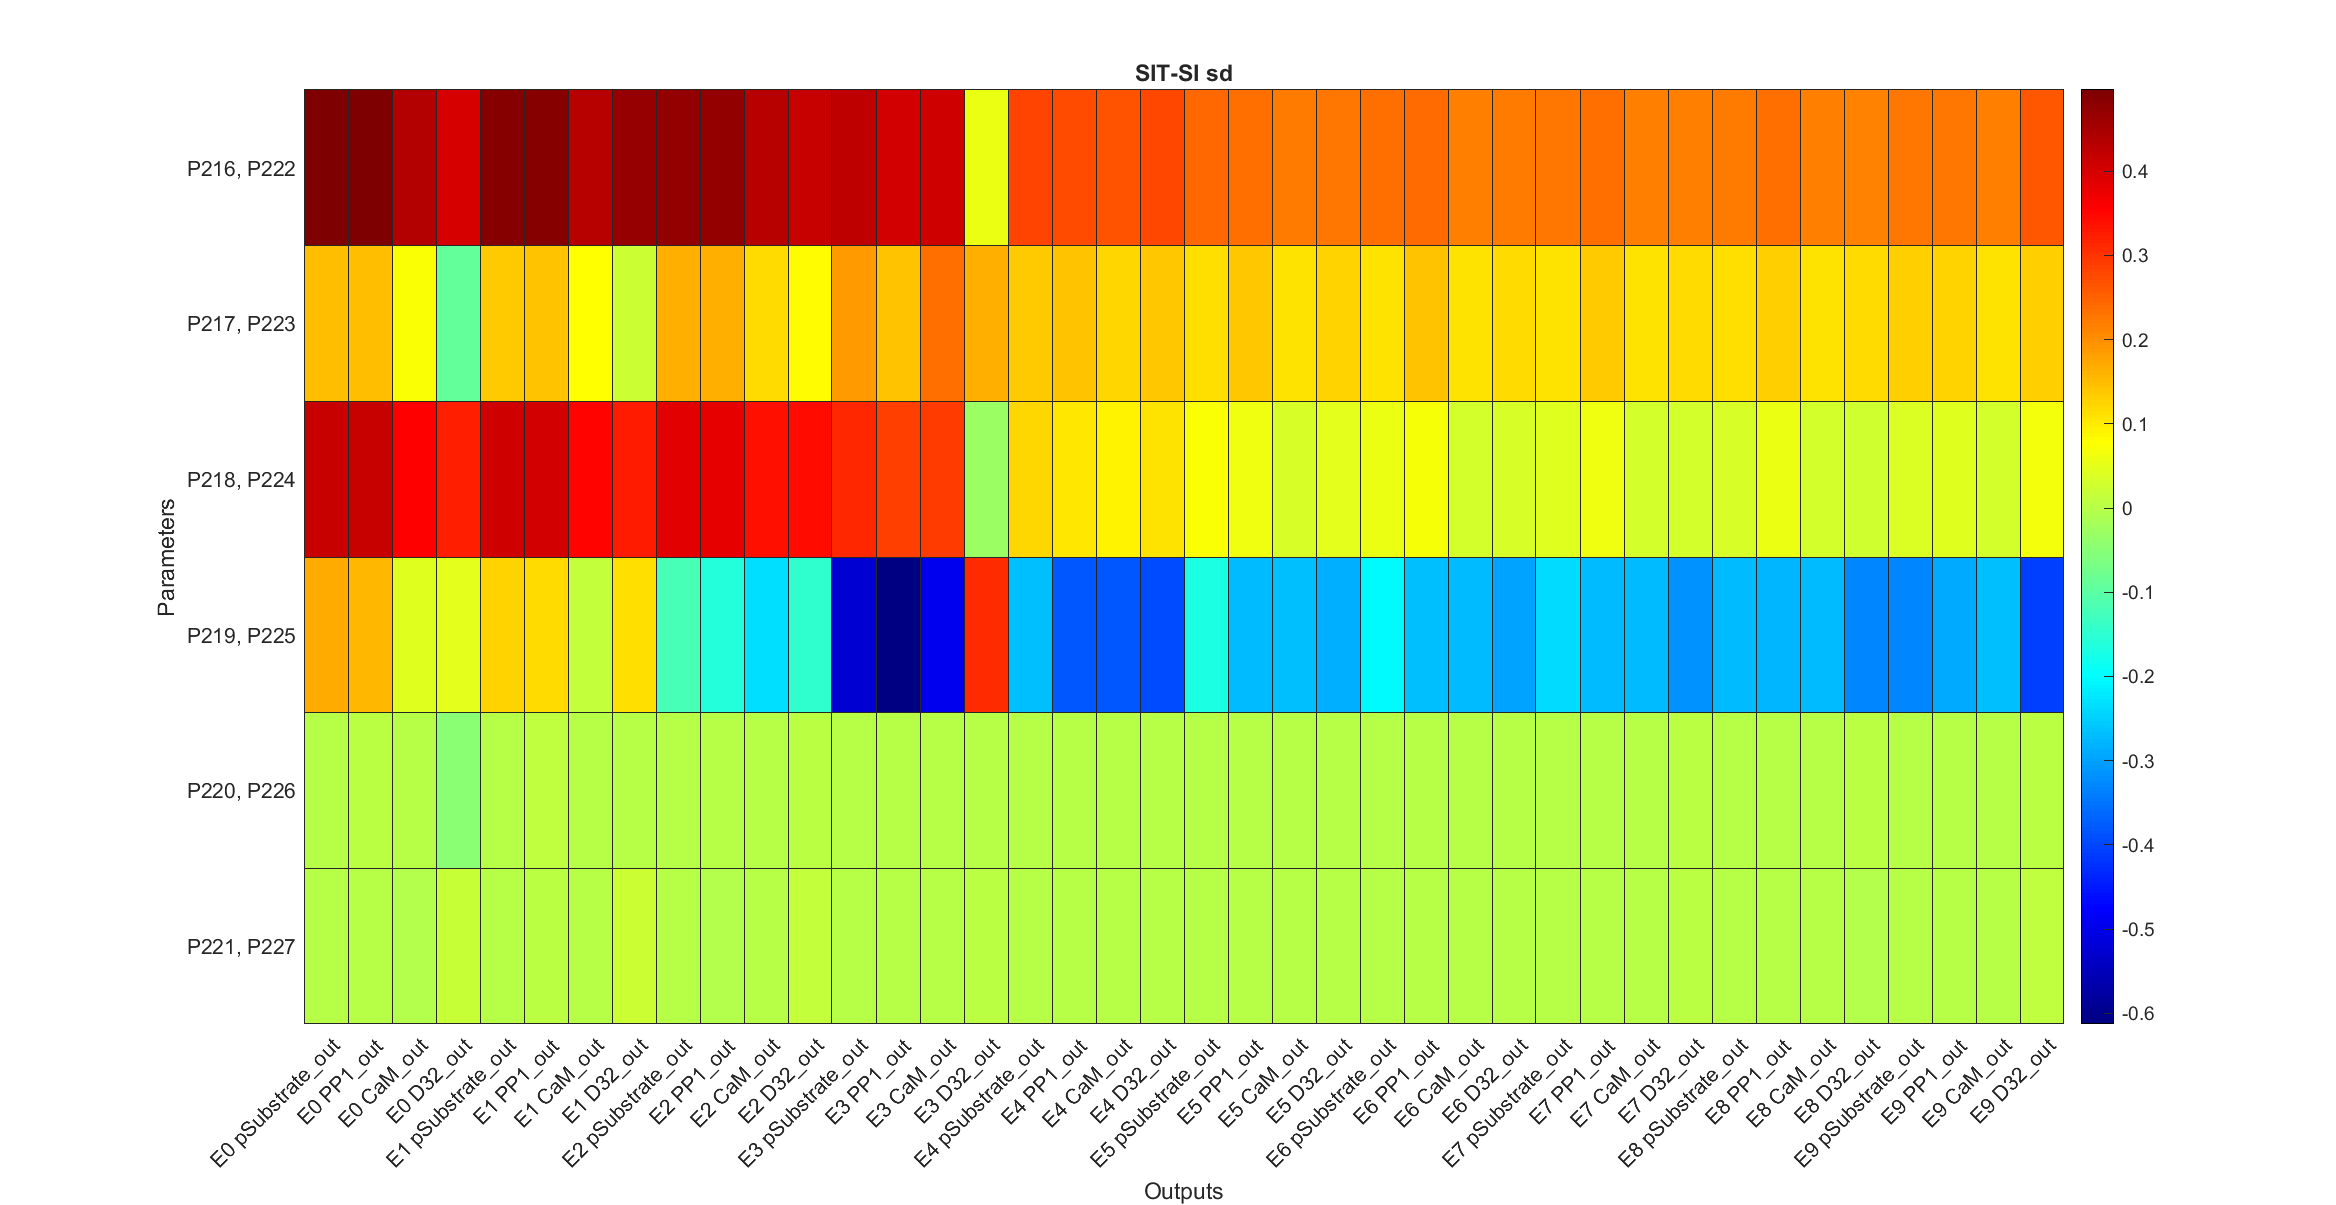 SIT-SI sd
Parameters
P216, P222
P217, P223
P218, P224
P219, P225
P220, P226
P221, P227
0.4
0.3
0.2
0.1
0
-0.1
-0.2
-0.3
-0.4
-0.5
-0.6
E0 pSubstrate_out
E0 PP1_out
E0 CaM_out
E0 D32_out
E1 pSubstrate_out
E1 PP1_out
E1 CaM_out
E1 D32_out
E2 pSubstrate_out
E2 PP1_out
E2 CaM_out
E2 D32_out
E3 pSubstrate_out
E3 PP1_out
E3 CaM_out
E3 D32_out
E4 pSubstrate_out
E4 PP1_out
E4 CaM_out
E4 D32_out
E5 pSubstrate_out
E5 PP1_out
E5 CaM_out
E5 D32_out
E6 pSubstrate_out
E6 PP1_out
E6 CaM_out
E6 D32_out
E7 pSubstrate_out
E7 PP1_out
E7 CaM_out
E7 D32_out
E8 pSubstrate_out
E8 PP1_out
E8 CaM_out
E8 D32_out
E9 pSubstrate_out
E9 PP1_out
E9 CaM_out
E9 D32_out
Outputs